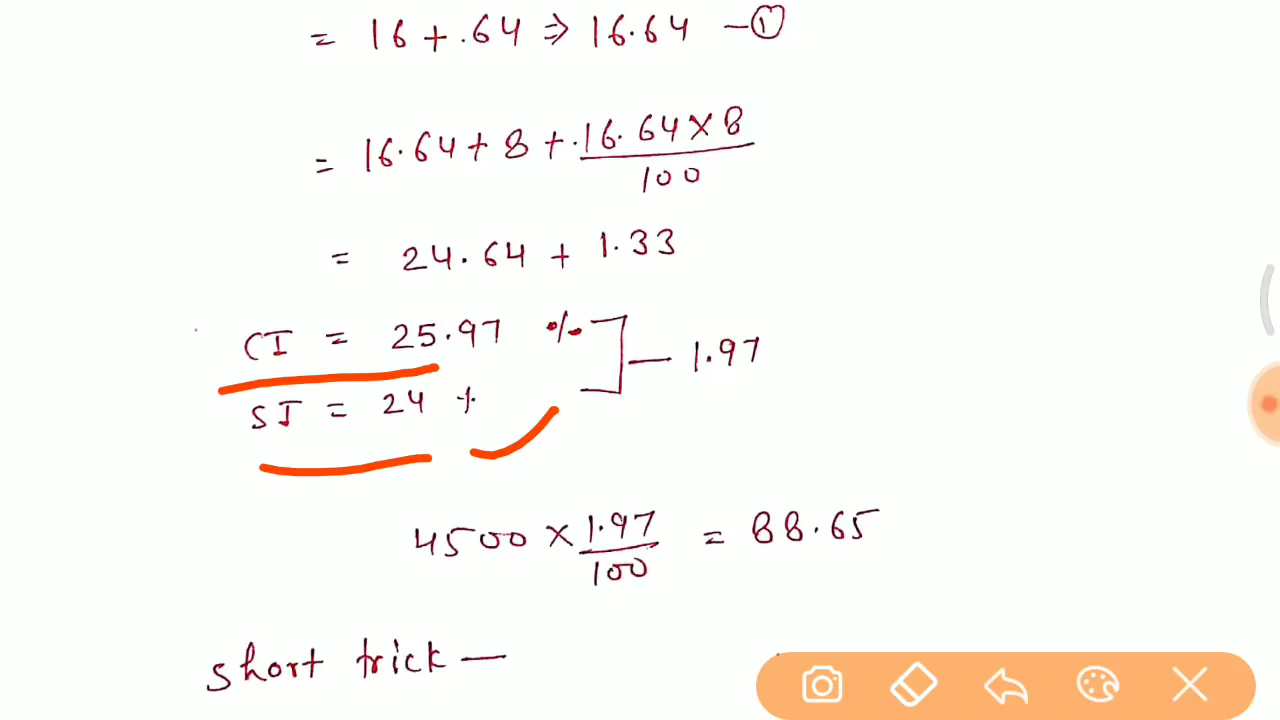 = 16 + .64 ⇒ 16.64 — ①
= 16.64 + 8 + .16.64 × 8 / 100
= 24.64 + 1.33
CI = 25.97 % — 1.97
SI = 24 %
4500 × 1.97 / 100 = 88.65
short trick —